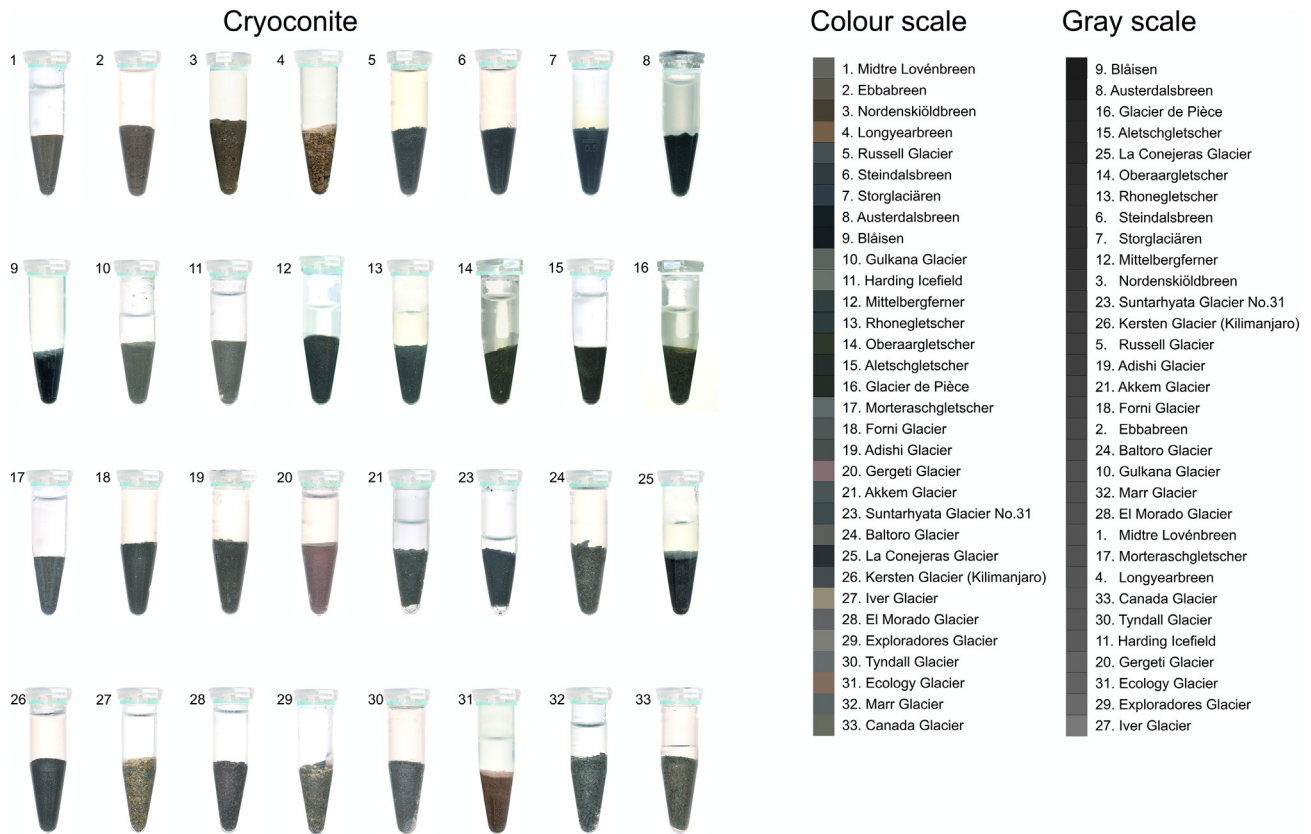 Cryoconite
1
2
3
4
5
6
7
8
9
10
11
12
13
14
15
16
17
18
19
20
21
23
24
25
26
27
28
29
30
31
32
33
Colour scale
1. Midtre Lovénbreen
2. Ebbabreen
3. Nordenskiöldbreen
4. Longyearbreen
5. Russell Glacier
6. Steindalsbreen
7. Storglaciären
8. Austerdalsbreen
9. Blåisen
10. Gulkana Glacier
11. Harding Icefield
12. Mittelbergferner
13. Rhonegletscher
14. Oberaargletscher
15. Aletschgletscher
16. Glacier de Pièce
17. Morteraschgletscher
18. Forni Glacier
19. Adishi Glacier
20. Gergeti Glacier
21. Akkem Glacier
23. Suntarhyata Glacier No.31
24. Baltoro Glacier
25. La Conejeras Glacier
26. Kersten Glacier (Kilimanjaro)
27. Iver Glacier
28. El Morado Glacier
29. Exploradores Glacier
30. Tyndall Glacier
31. Ecology Glacier
32. Marr Glacier
33. Canada Glacier
Gray scale
9. Blåisen
8. Austerdalsbreen
16. Glacier de Pièce
15. Aletschgletscher
25. La Conejeras Glacier
14. Oberaargletscher
13. Rhonegletscher
6. Steindalsbreen
7. Storglaciären
12. Mittelbergferner
3. Nordenskiöldbreen
23. Suntarhyata Glacier No.31
26. Kersten Glacier (Kilimanjaro)
5. Russell Glacier
19. Adishi Glacier
21. Akkem Glacier
18. Forni Glacier
2. Ebbabreen
24. Baltoro Glacier
10. Gulkana Glacier
32. Marr Glacier
28. El Morado Glacier
1. Midtre Lovénbreen
17. Morteraschgletscher
4. Longyearbreen
33. Canada Glacier
30. Tyndall Glacier
11. Harding Icefield
20. Gergeti Glacier
31. Ecology Glacier
29. Exploradores Glacier
27. Iver Glacier